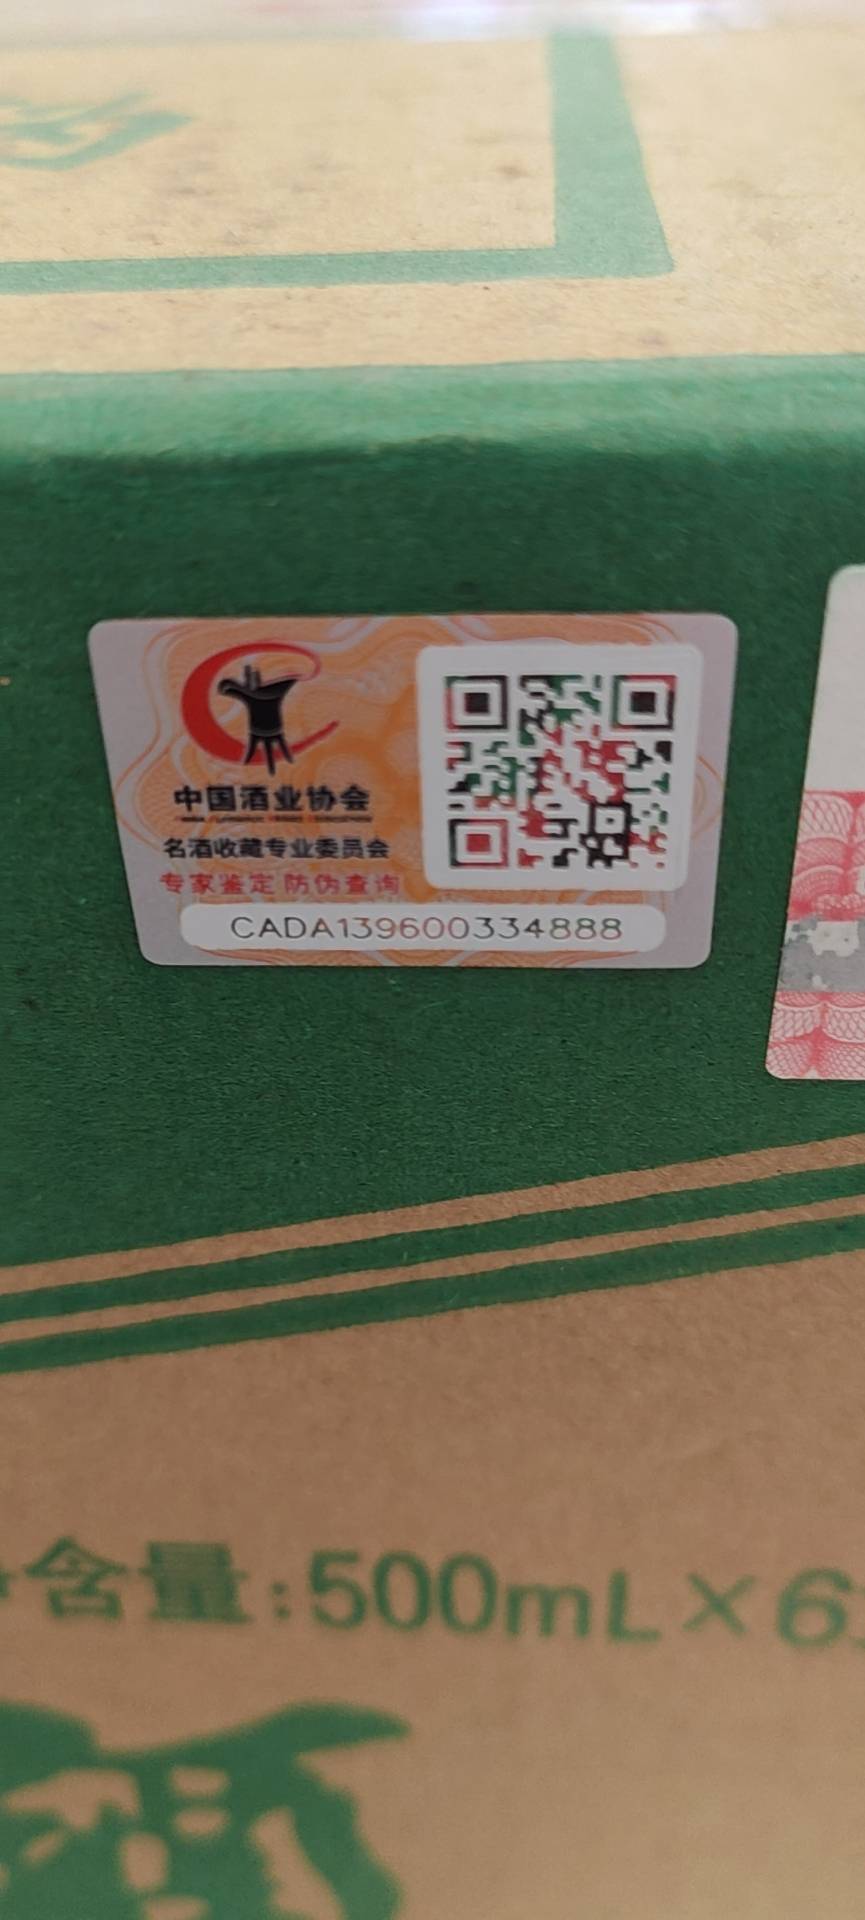 中国酒业协会
名酒收藏专业委员会
专家鉴定 防伪查询
CADA139600334888
含量:500mL×6